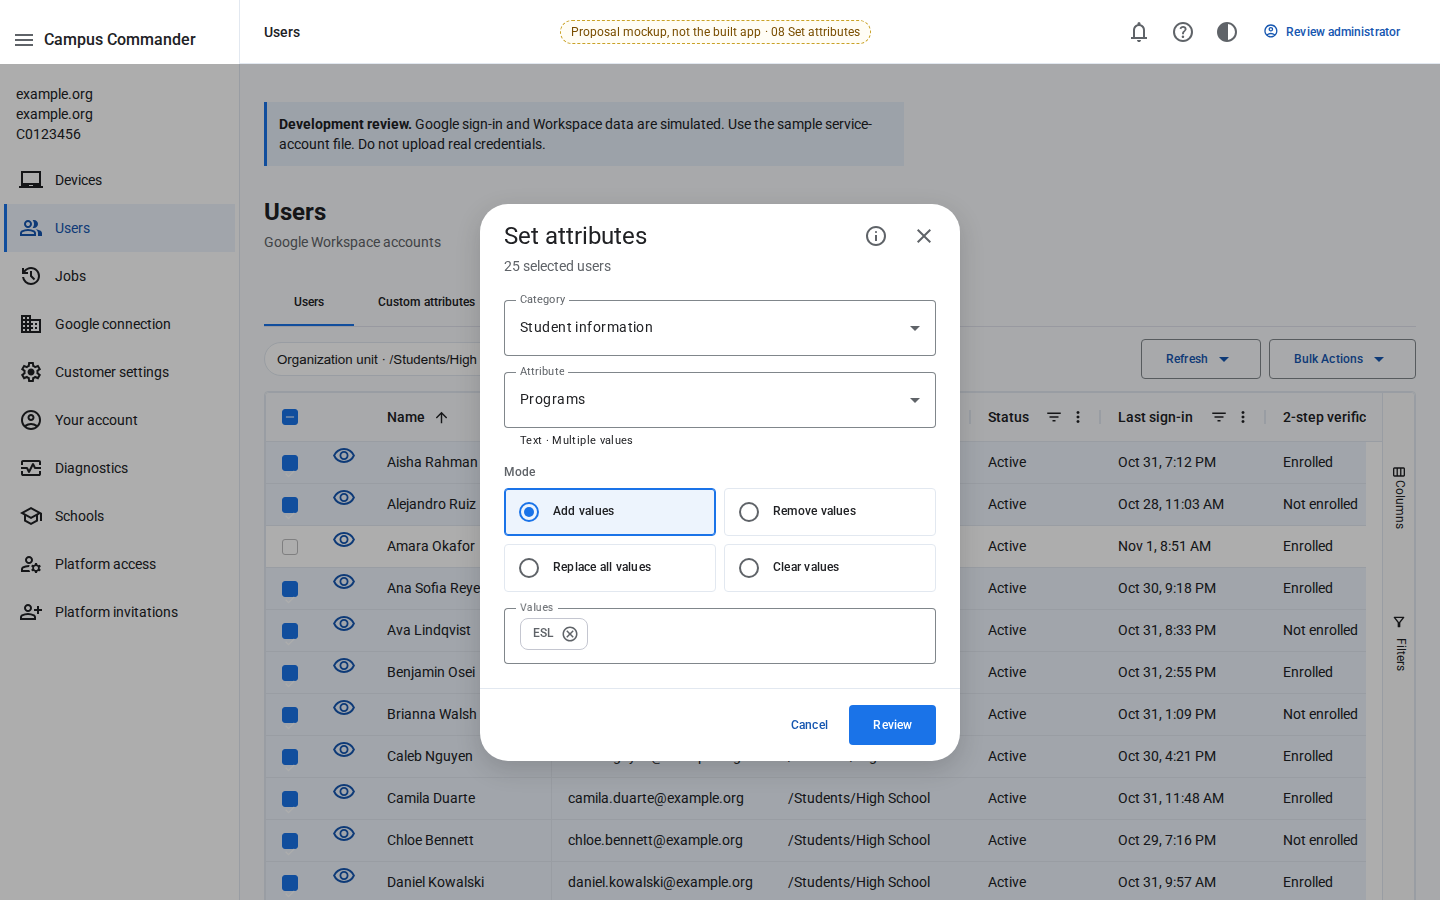 Campus Commander
Users
Proposal mockup, not the built app · 08 Set attributes
Review administrator
example.org
example.org
C0123456
Devices
Users
Jobs
Google connection
Customer settings
Your account
Diagnostics
Schools
Platform access
Platform invitations
Development review. Google sign-in and Workspace data are simulated. Use the sample service-
account file. Do not upload real credentials.
Users
Google Workspace accounts
Users
Custom attributes
Organization unit · /Students/High
Refresh
Bulk Actions
Name
Status
Last sign-in
2-step verific
Aisha Rahman
Active
Oct 31, 7:12 PM
Enrolled
Alejandro Ruiz
Active
Oct 28, 11:03 AM
Not enrolled
Amara Okafor
Active
Nov 1, 8:51 AM
Enrolled
Ana Sofia Reye
Active
Oct 30, 9:18 PM
Enrolled
Ava Lindqvist
Active
Oct 31, 8:33 PM
Not enrolled
Benjamin Osei
Active
Oct 31, 2:55 PM
Enrolled
Brianna Walsh
Active
Oct 31, 1:09 PM
Not enrolled
Caleb Nguyen
Active
Oct 30, 4:21 PM
Enrolled
Camila Duarte
camila.duarte@example.org
/Students/High School
Active
Oct 31, 11:48 AM
Enrolled
Chloe Bennett
chloe.bennett@example.org
/Students/High School
Active
Oct 29, 7:16 PM
Not enrolled
Daniel Kowalski
daniel.kowalski@example.org
/Students/High School
Active
Oct 31, 9:57 AM
Enrolled
Columns
Filters
Set attributes
25 selected users
Category
Student information
Attribute
Programs
Text · Multiple values
Mode
Add values
Remove values
Replace all values
Clear values
Values
ESL
Cancel
Review